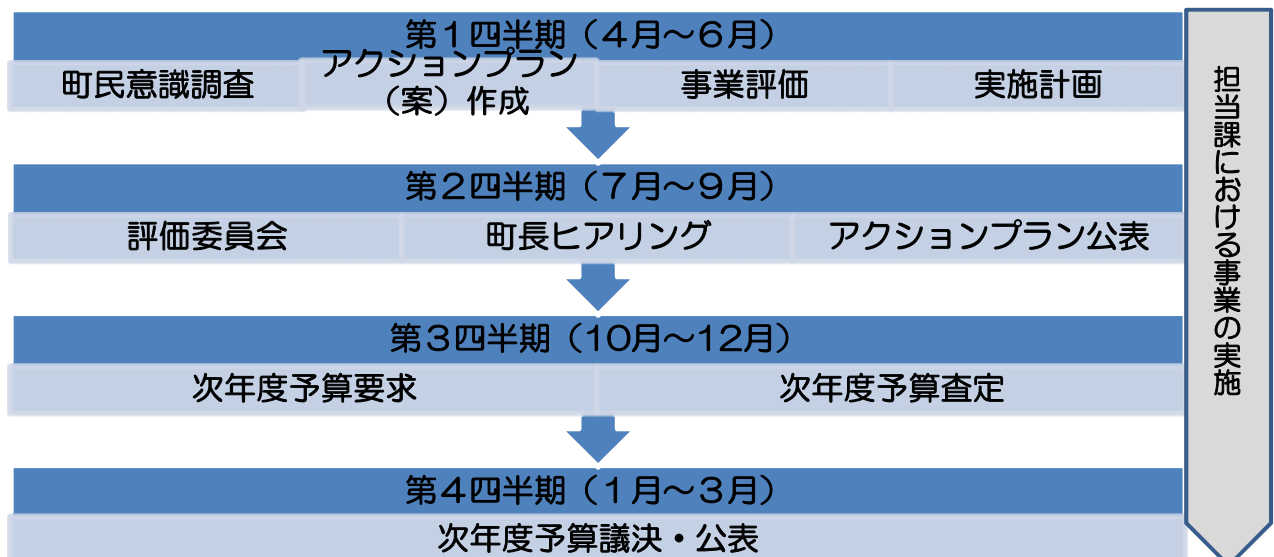 第１四半期（４月～６月）
町民意識調査
アクションプラン
（案）作成
事業評価
実施計画
第２四半期（７月～９月）
評価委員会
町長ヒアリング
アクションプラン公表
第３四半期（10月～12月）
次年度予算要求
次年度予算査定
第４四半期（１月～３月）
次年度予算議決・公表
担当課における事業の実施